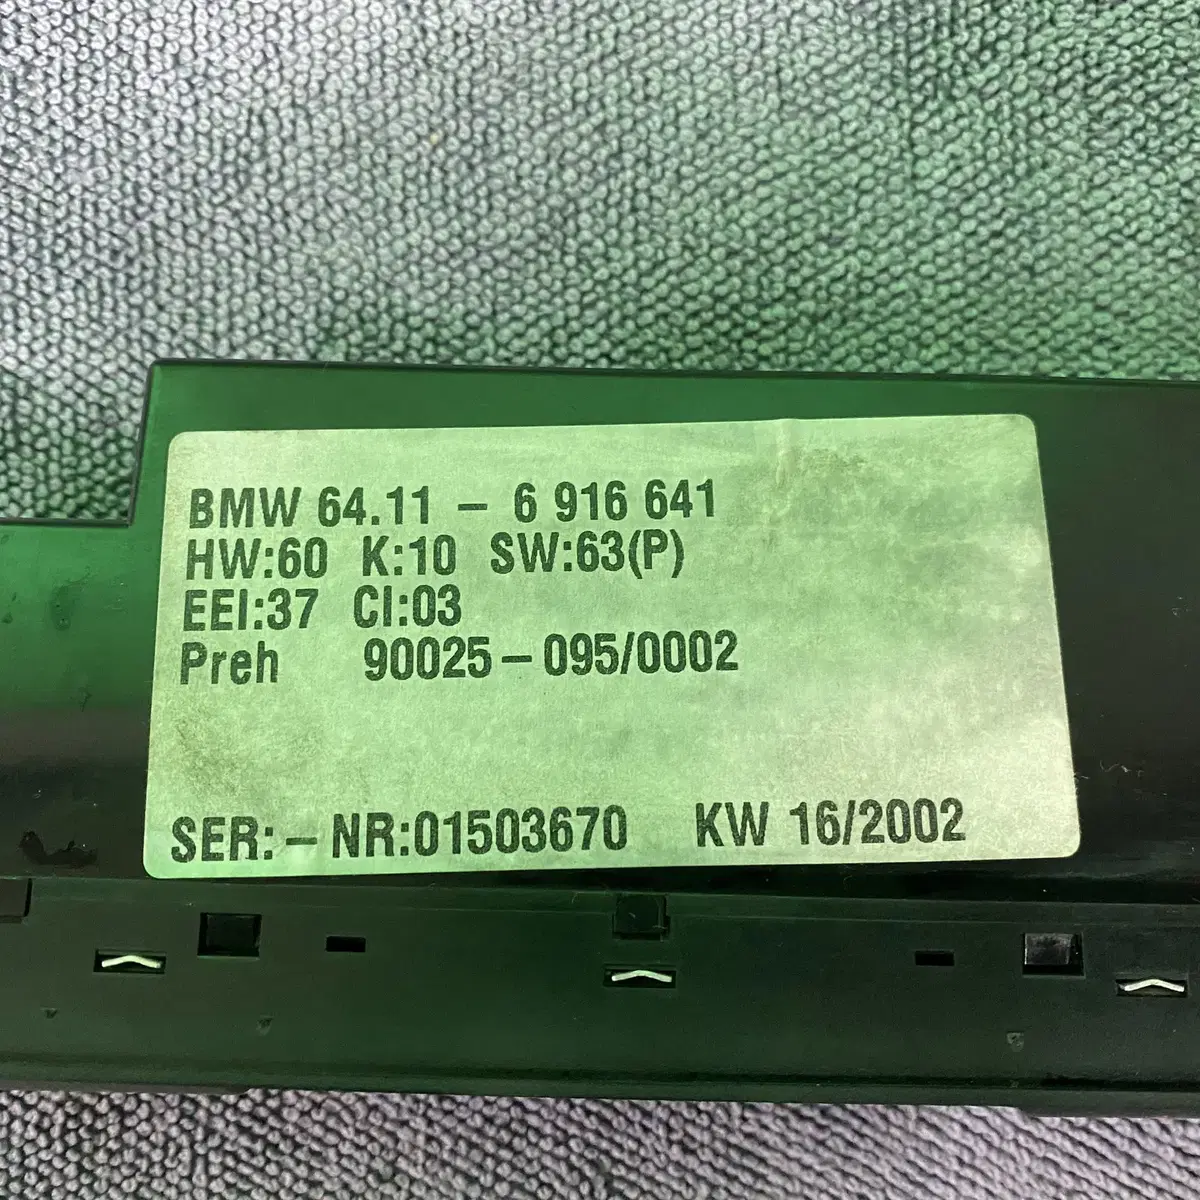 BMW 64.11 - 6 916 641
HW:60 K:10 SW:63(P)
EEI:37 CI:03
Preh 90025-095/0002
SER:-NR:01503670 KW 16/2002